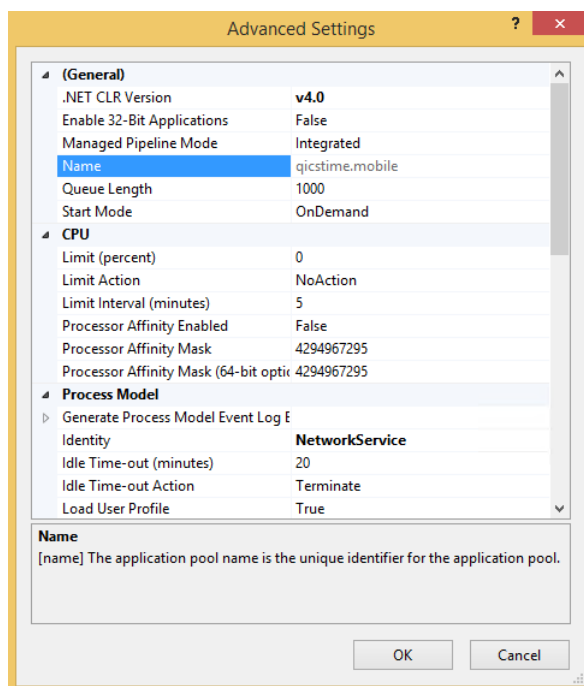 Advanced Settings
?
(General)
.NET CLR Version v4.0
Enable 32-Bit Applications False
Managed Pipeline Mode Integrated
Name qicstime.mobile
Queue Length 1000
Start Mode OnDemand
CPU
Limit (percent) 0
Limit Action NoAction
Limit Interval (minutes) 5
Processor Affinity Enabled False
Processor Affinity Mask 4294967295
Processor Affinity Mask (64-bit optic 4294967295
Process Model
Generate Process Model Event Log E
Identity NetworkService
Idle Time-out (minutes) 20
Idle Time-out Action Terminate
Load User Profile True
Name
[name] The application pool name is the unique identifier for the application pool.
OK Cancel